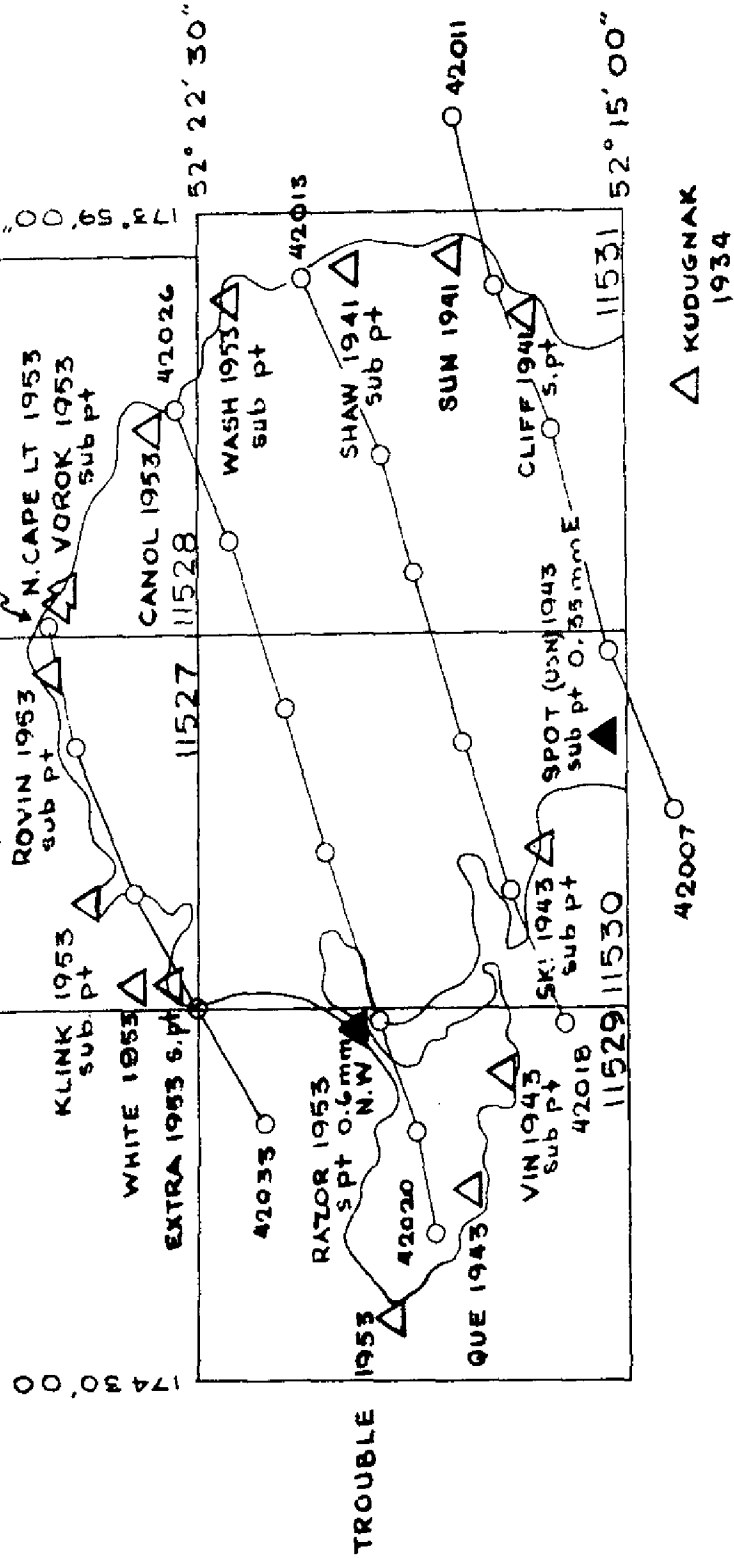 N. CAPE LT 1953
VOROK 1953
sub pt
ROVIN 1953
sub pt
KLINK 1953
sub. pt
WHITE 1953
EXTRA 1953 s.pt
CANOL 1953
42026
173° 59' 00"
52° 22' 30"
11527
11528
WASH 1953
sub pt
42013
42033
SHAW 1941
sub pt
RAZOR 1953
s pt 0.6mm
N.W
42011
SUN 1941
42020
TROUBLE 1953
CLIFF 1941
s.pt
QUE 1943
SPOT (USN) 1943
sub pt 0.35 mm E
SKI 1943
sub pt
VIN 1943
sub pt
42018
11529
11530
11531
52° 15' 00"
174 30' 00
42007
KUDUGNAK
1934